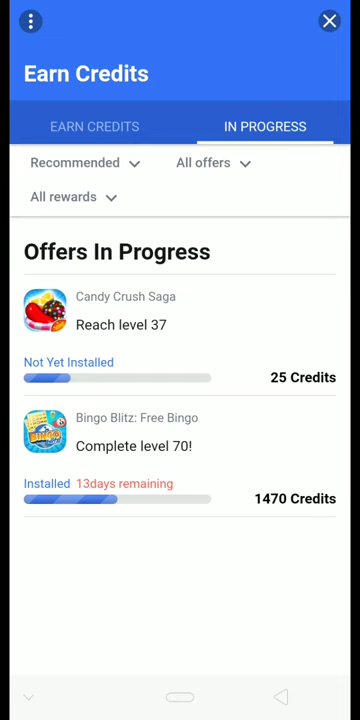 Earn Credits
EARN CREDITS
IN PROGRESS
Recommended
All offers
All rewards
Offers In Progress
Candy Crush Saga
Reach level 37
Not Yet Installed
25 Credits
Bingo Blitz: Free Bingo
Complete level 70!
Installed 13days remaining
1470 Credits
BINGO